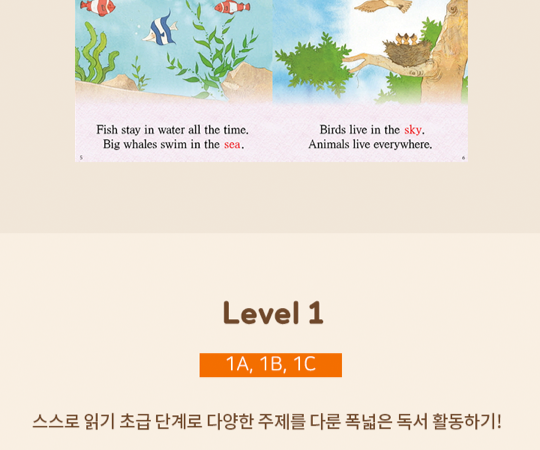 Fish stay in water all the time.
Big whales swim in the sea.
5
Birds live in the sky.
Animals live everywhere.
6
Level 1
1A, 1B, 1C
스스로 읽기 초급 단계로 다양한 주제를 다룬 폭넓은 독서 활동하기!